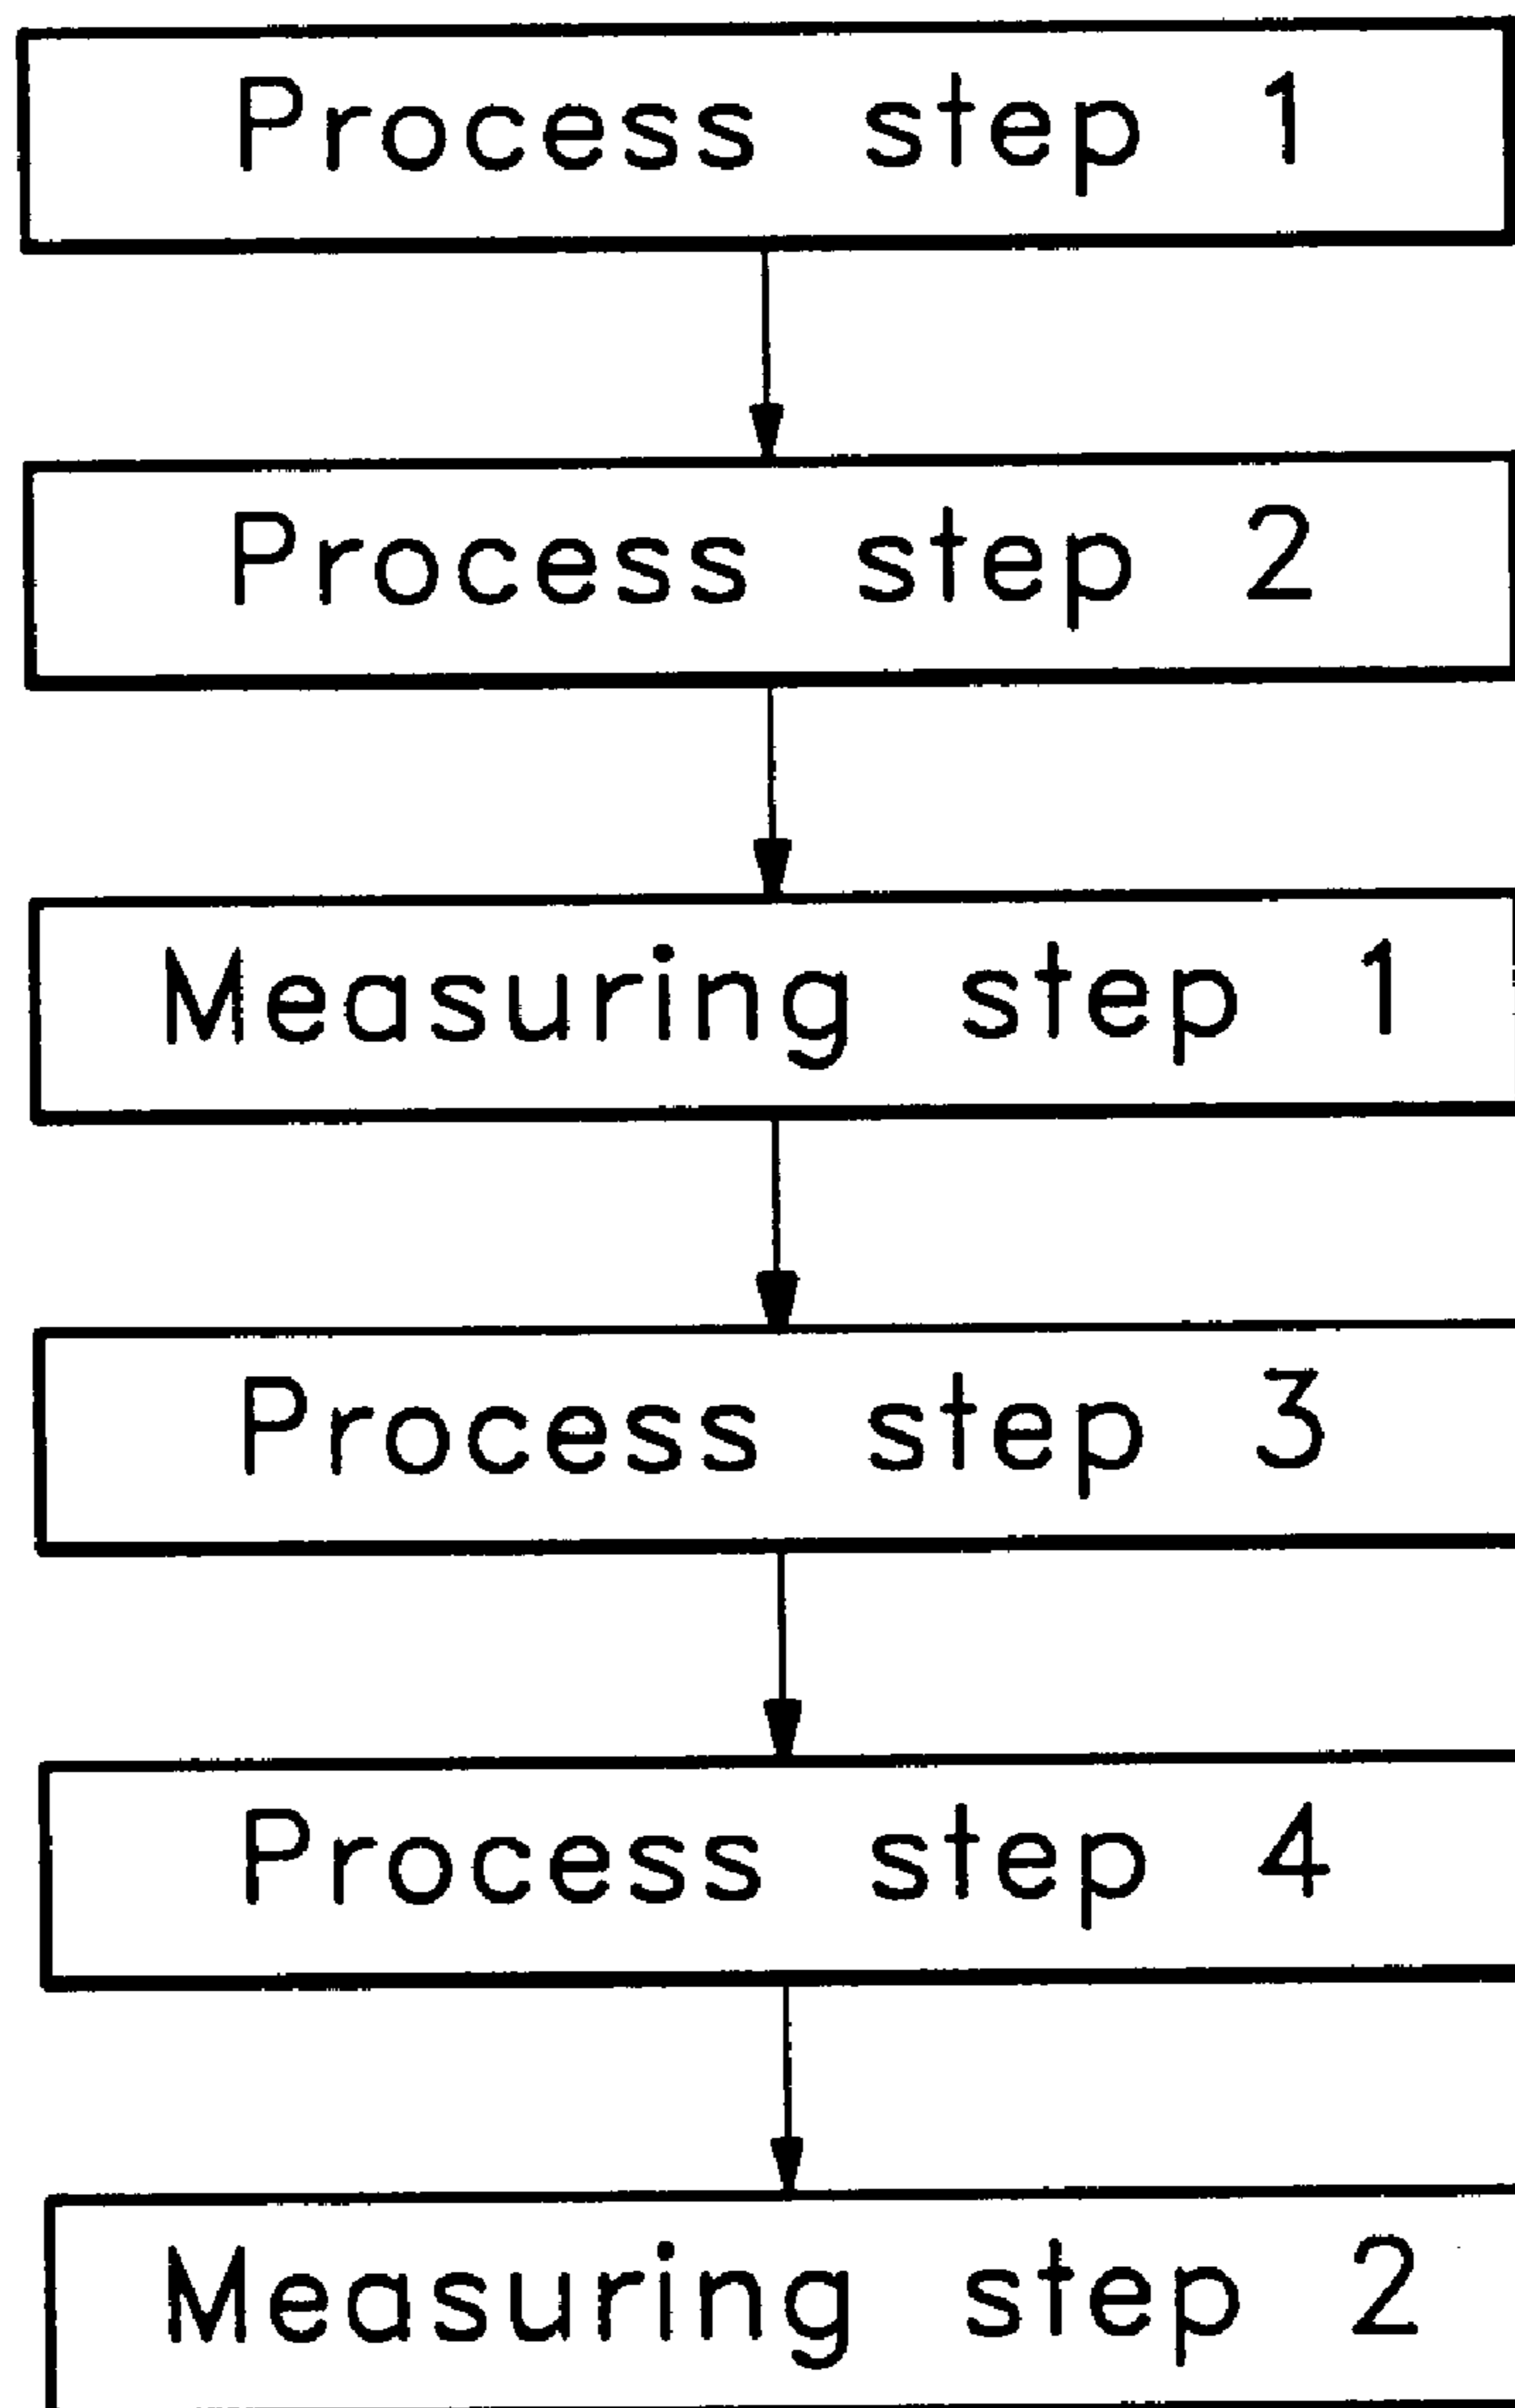 Process step 1
Process step 2
Measuring step 1
Process step 3
Process step 4
Measuring step 2